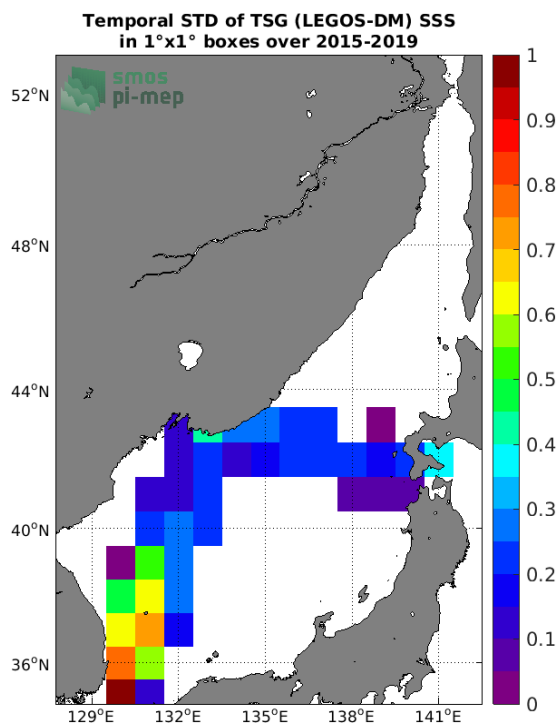 Temporal STD of TSG (LEGOS-DM) SSS
in 1°x1° boxes over 2015-2019
smos
pi-mep
52°N
48°N
44°N
40°N
36°N
129°E
132°E
135°E
138°E
141°E
1
0.9
0.8
0.7
0.6
0.5
0.4
0.3
0.2
0.1
0